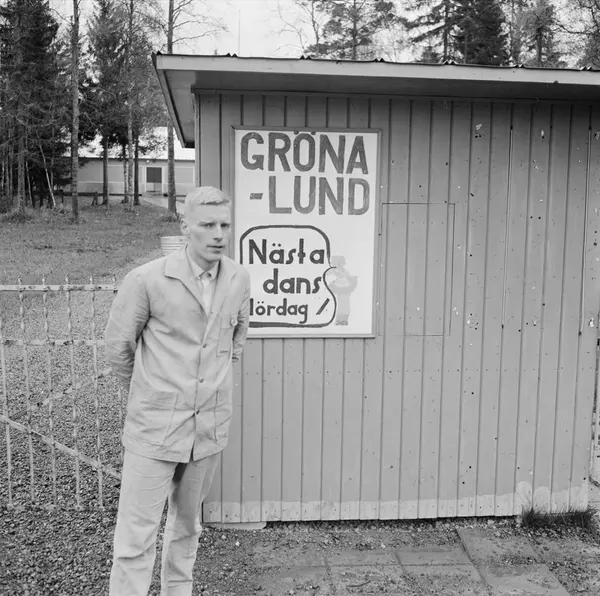 GRÖNA
-LUND
Nästa
dans
lördag!